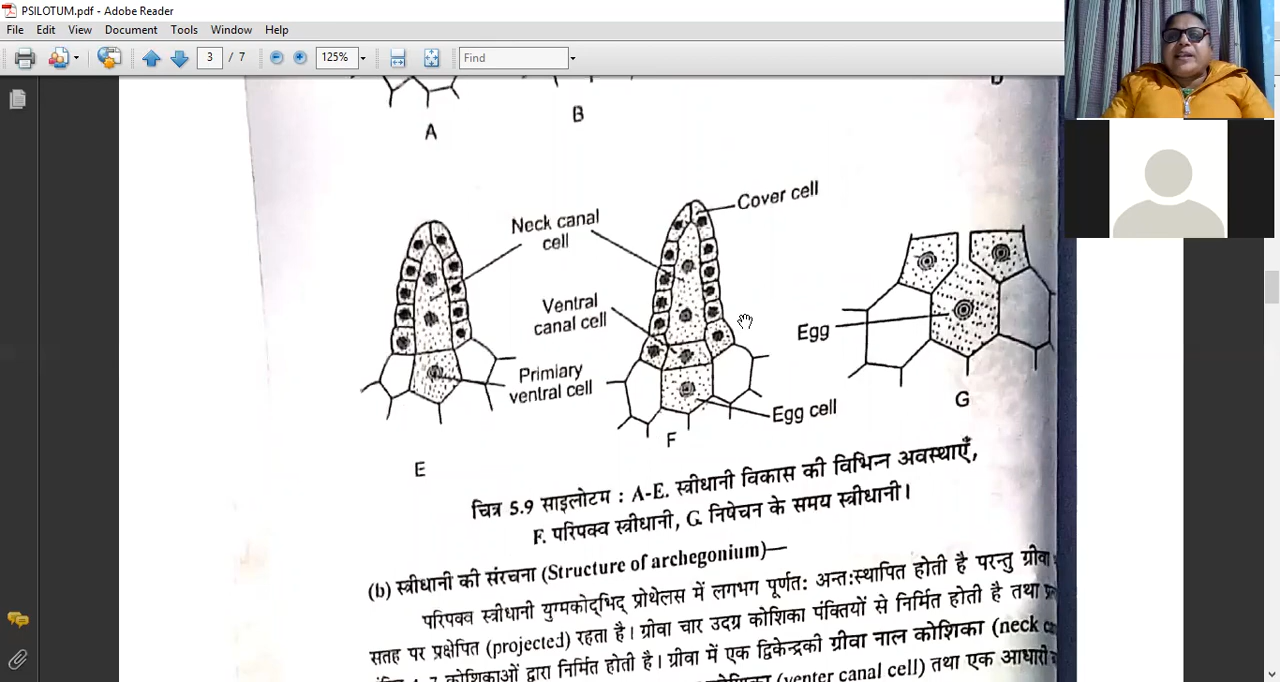 PSILOTUM.pdf - Adobe Reader
File Edit View Document Tools Window Help
3 / 7 125% Find
A
B
D
Neck canal
cell
Cover cell
Ventral
canal cell
Egg
Primiary
ventral cell
Egg cell
E
F
G
चित्र 5.9 साइलोटम : A-E. स्त्रीधानी विकास की विभिन्न अवस्थाएँ,
F. परिपक्व स्त्रीधानी, G. निषेचन के समय स्त्रीधानी।
(b) स्त्रीधानी की संरचना (Structure of archegonium)—
परिपक्व स्त्रीधानी युग्मकोद्भिद् प्रोथेलस में लगभग पूर्णत: अन्त:स्थापित होती है परन्तु ग्रीवा
सतह पर प्रक्षेपित (projected) रहता है। ग्रीवा चार उदग्र कोशिका पंक्तियों से निर्मित होती है तथा
कोशिकाओं द्वारा निर्मित होती है। ग्रीवा में एक द्विकेन्द्रकी ग्रीवा नाल कोशिका (neck
(venter canal cell) तथा एक आधारी